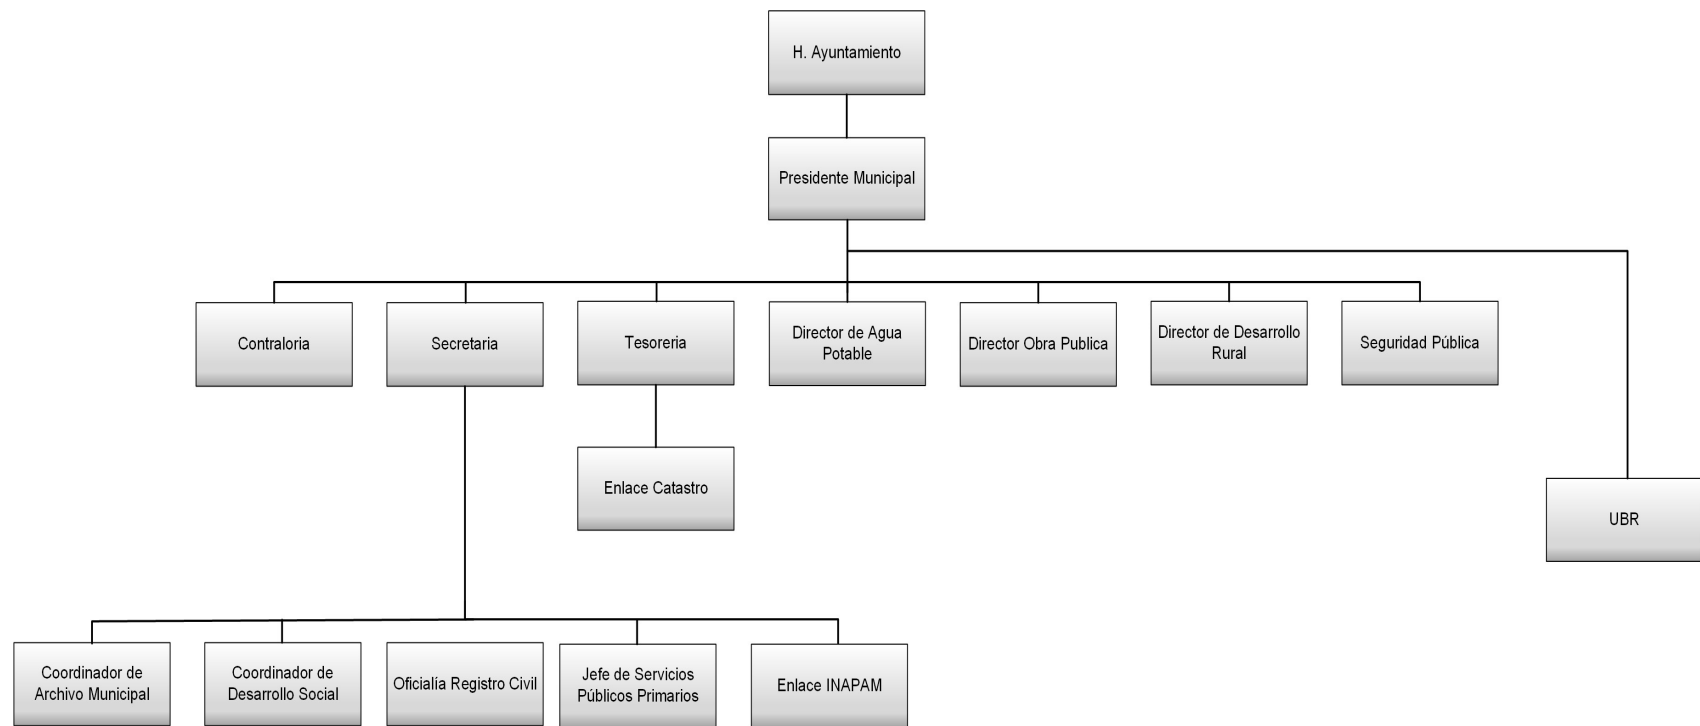 H. Ayuntamiento
Presidente Municipal
Contraloria
Secretaria
Tesoreria
Director de Agua
Potable
Director Obra Publica
Director de Desarrollo
Rural
Seguridad Pública
Enlace Catastro
UBR
Coordinador de
Archivo Municipal
Coordinador de
Desarrollo Social
Oficialía Registro Civil
Jefe de Servicios
Públicos Primarios
Enlace INAPAM